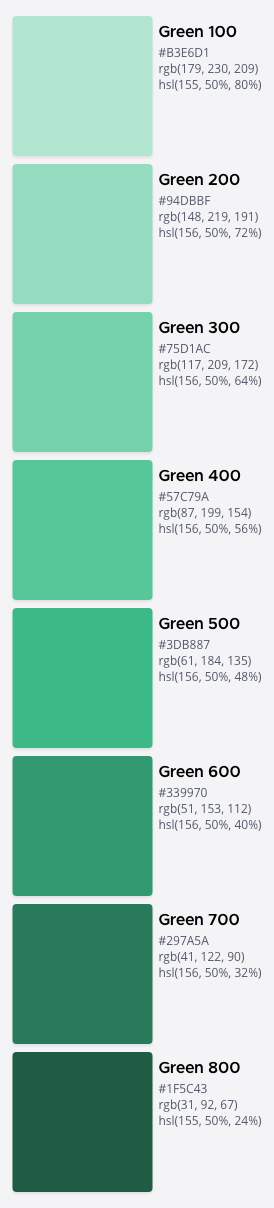 Green 100
#B3E6D1
rgb(179, 230, 209)
hsl(155, 50%, 80%)
Green 200
#94DBBF
rgb(148, 219, 191)
hsl(156, 50%, 72%)
Green 300
#75D1AC
rgb(117, 209, 172)
hsl(156, 50%, 64%)
Green 400
#57C79A
rgb(87, 199, 154)
hsl(156, 50%, 56%)
Green 500
#3DB887
rgb(61, 184, 135)
hsl(156, 50%, 48%)
Green 600
#339970
rgb(51, 153, 112)
hsl(156, 50%, 40%)
Green 700
#297A5A
rgb(41, 122, 90)
hsl(156, 50%, 32%)
Green 800
#1F5C43
rgb(31, 92, 67)
hsl(155, 50%, 24%)